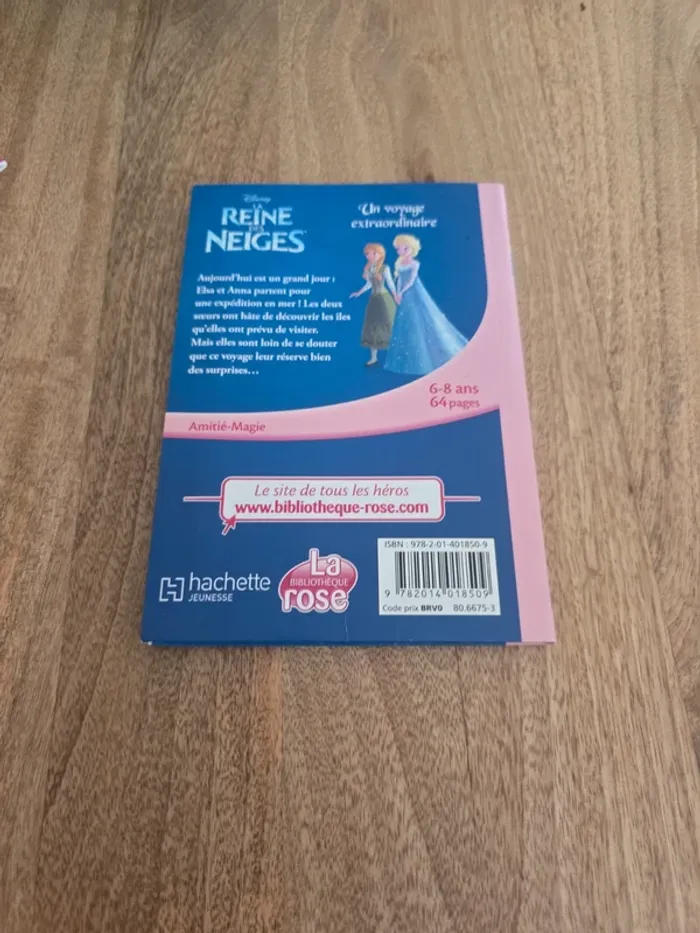 Disney
LA
REINE
DES
NEIGES
Un voyage
extraordinaire
Aujourd'hui est un grand jour :
Elsa et Anna partent pour
une expédition en mer ! Les deux
sœurs ont hâte de découvrir les îles
qu'elles ont prévu de visiter.
Mais elles sont loin de se douter
que ce voyage leur réserve bien
des surprises…
6-8 ans
64 pages
Amitié-Magie
Le site de tous les héros
www.bibliotheque-rose.com
hachette
JEUNESSE
La
BIBLIOTHÈQUE
rose
ISBN : 978-2-01-401850-9
9 782014 018509
Code prix BRV0 80.6675-3